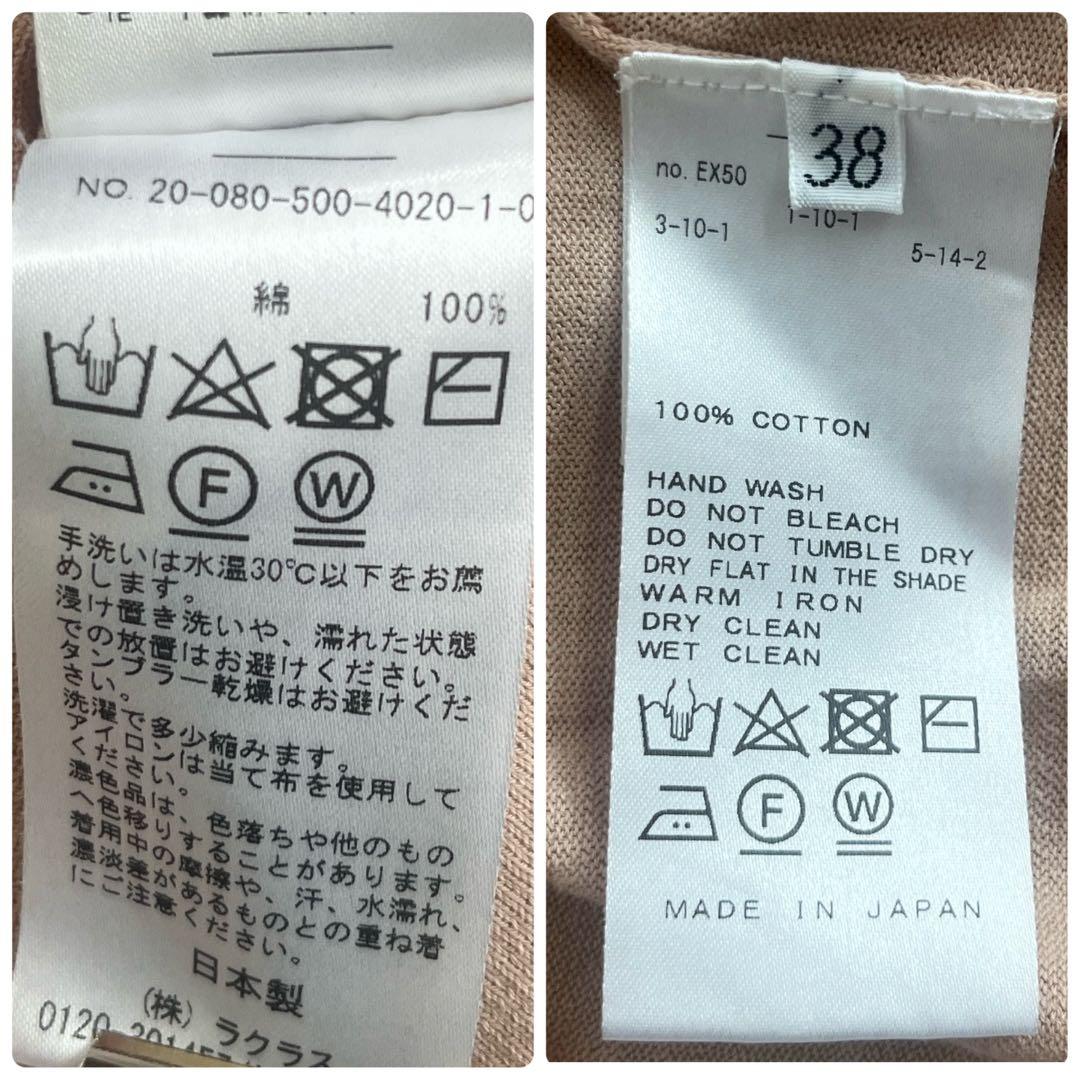 NO. 20-080-500-4020-1-0
綿 100%
F W
手洗いは水温30℃以下をお薦
めします。
浸け置き洗いや、濡れた状態
での放置はお避けください。
タンブラー乾燥はお避けくだ
さい。
洗濯で多少縮みます。
アイロンは当て布を使用して
ください。
濃色品は、色落ちや他のもの
へ色移りすることがあります。
着用中の摩擦や、汗、水濡れ、
濃淡差があるものとの重ね着
にご注意ください。
日本製
(株) ラクラス
0120
38
no. EX50
3-10-1
1-10-1
5-14-2
100% COTTON
HAND WASH
DO NOT BLEACH
DO NOT TUMBLE DRY
DRY FLAT IN THE SHADE
WARM IRON
DRY CLEAN
WET CLEAN
F W
MADE IN JAPAN